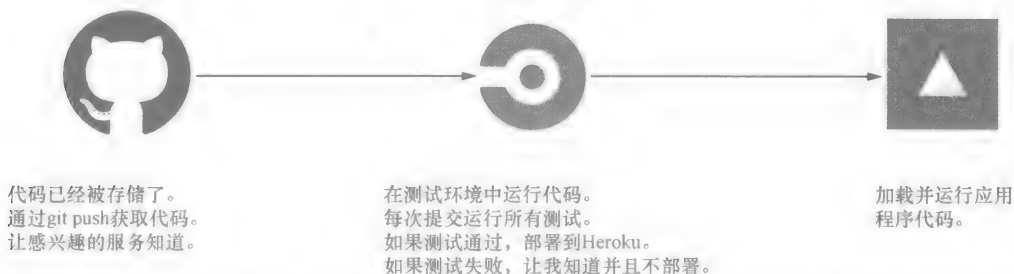 代码已经被存储了。
通过git push获取代码。
让感兴趣的服务知道。
在测试环境中运行代码。
每次提交运行所有测试。
如果测试通过，部署到Heroku。
如果测试失败，让我知道并且不部署。
加载并运行应用
程序代码。